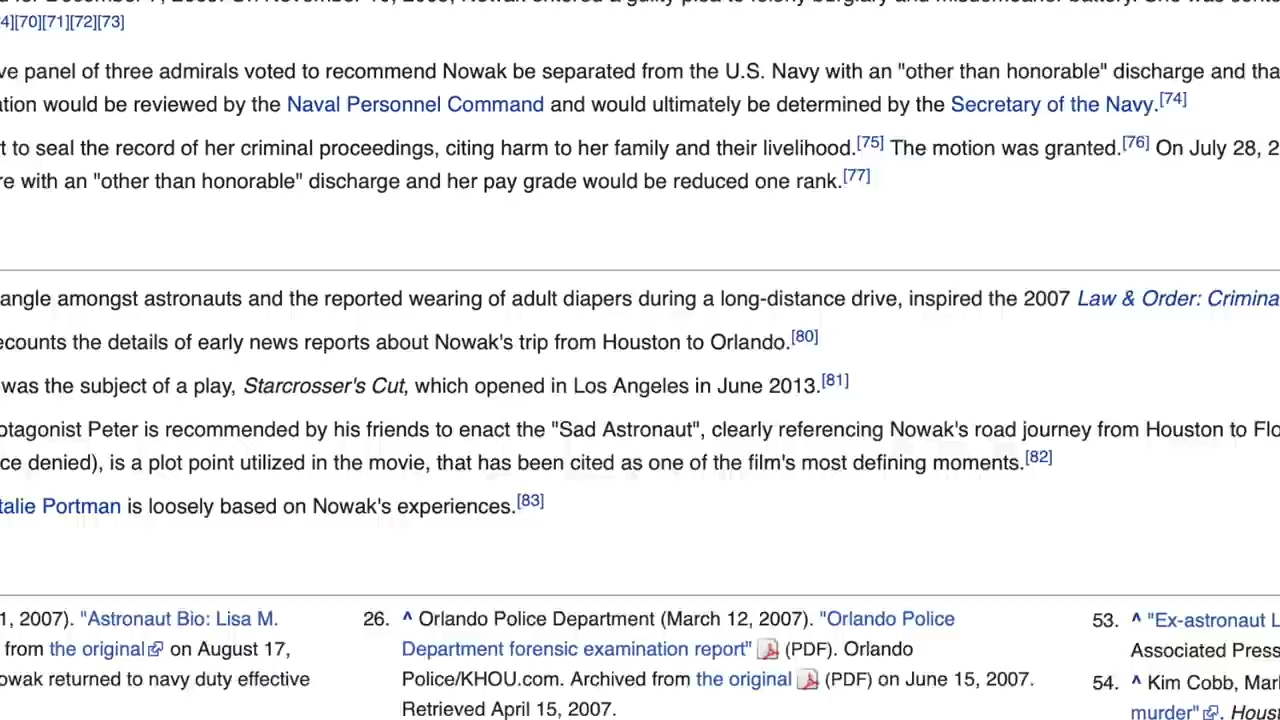 4][70][71][72][73]
ve panel of three admirals voted to recommend Nowak be separated from the U.S. Navy with an "other than honorable" discharge and tha
ation would be reviewed by the Naval Personnel Command and would ultimately be determined by the Secretary of the Navy.[74]
t to seal the record of her criminal proceedings, citing harm to her family and their livelihood.[75] The motion was granted.[76] On July 28, 2
re with an "other than honorable" discharge and her pay grade would be reduced one rank.[77]
angle amongst astronauts and the reported wearing of adult diapers during a long-distance drive, inspired the 2007 Law & Order: Crimina
ecounts the details of early news reports about Nowak's trip from Houston to Orlando.[80]
was the subject of a play, Starcrosser's Cut, which opened in Los Angeles in June 2013.[81]
otagonist Peter is recommended by his friends to enact the "Sad Astronaut", clearly referencing Nowak's road journey from Houston to Flo
ce denied), is a plot point utilized in the movie, that has been cited as one of the film's most defining moments.[82]
talie Portman is loosely based on Nowak's experiences.[83]
1, 2007). "Astronaut Bio: Lisa M.
from the original on August 17,
owak returned to navy duty effective
26. ^ Orlando Police Department (March 12, 2007). "Orlando Police
Department forensic examination report" (PDF). Orlando
Police/KHOU.com. Archived from the original (PDF) on June 15, 2007.
Retrieved April 15, 2007.
53. ^ "Ex-astronaut L
Associated Press
54. ^ Kim Cobb, Mar
murder". Hous